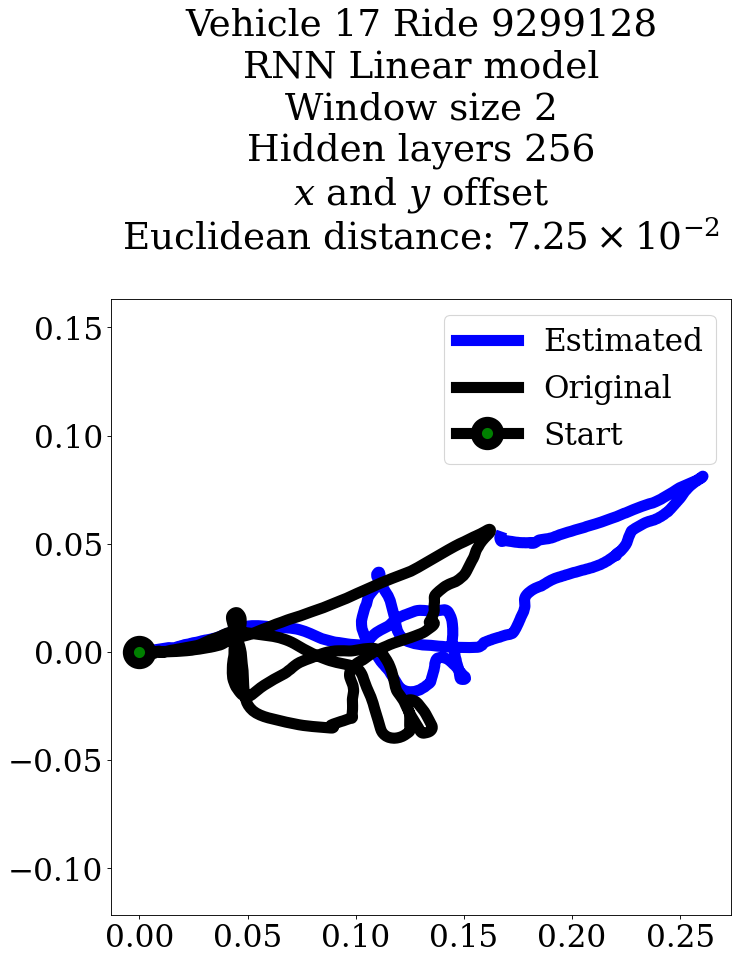 Vehicle 17 Ride 9299128
RNN Linear model
Window size 2
Hidden layers 256
x and y offset
Euclidean distance: 7.25 × 10⁻²
Estimated
Original
Start
0.15
0.10
0.05
0.00
−0.05
−0.10
0.00 0.05 0.10 0.15 0.20 0.25